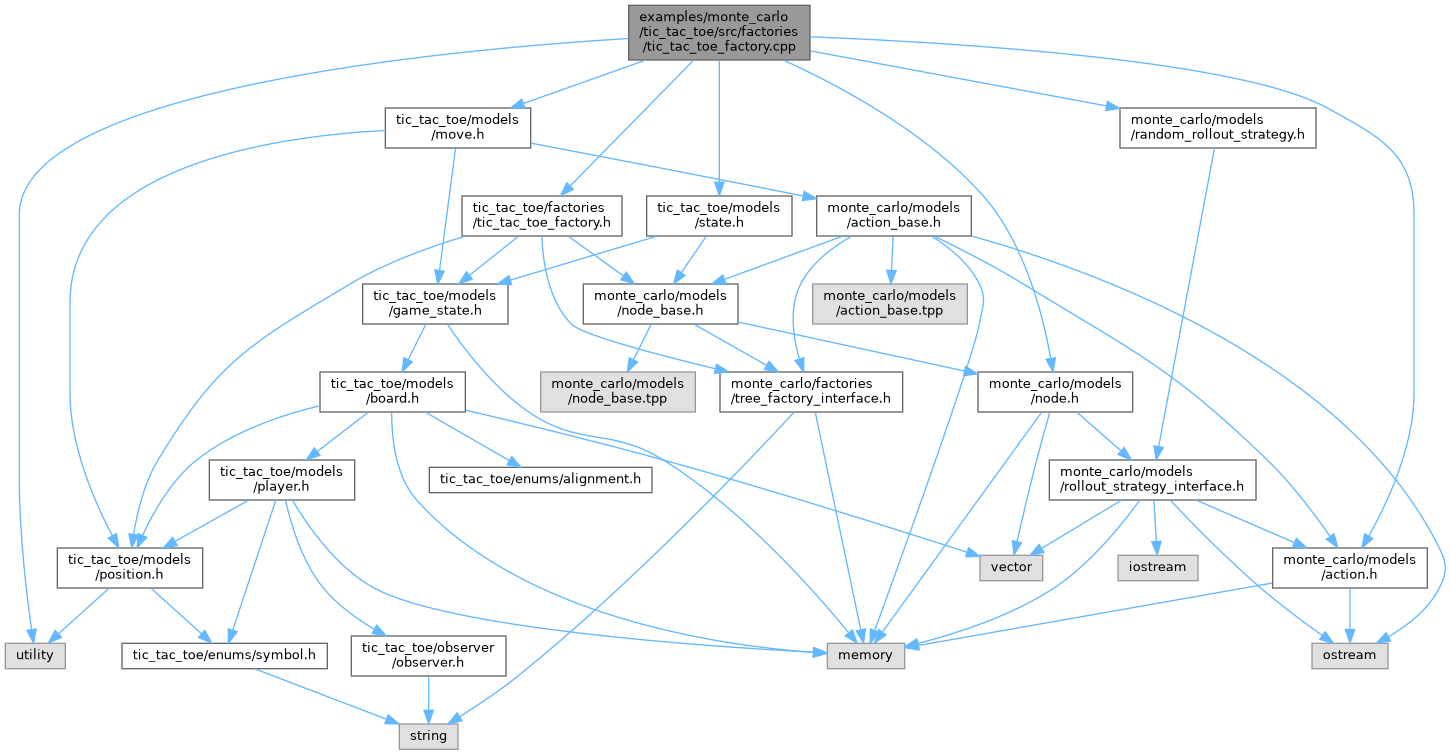 examples/monte_carlo
/tic_tac_toe/src/factories
/tic_tac_toe_factory.cpp
tic_tac_toe/models
/move.h
monte_carlo/models
/random_rollout_strategy.h
tic_tac_toe/factories
/tic_tac_toe_factory.h
tic_tac_toe/models
/state.h
monte_carlo/models
/action_base.h
tic_tac_toe/models
/game_state.h
monte_carlo/models
/node_base.h
monte_carlo/models
/action_base.tpp
tic_tac_toe/models
/board.h
monte_carlo/models
/node_base.tpp
monte_carlo/factories
/tree_factory_interface.h
monte_carlo/models
/node.h
tic_tac_toe/models
/player.h
tic_tac_toe/enums/alignment.h
monte_carlo/models
/rollout_strategy_interface.h
tic_tac_toe/models
/position.h
vector
iostream
monte_carlo/models
/action.h
utility
tic_tac_toe/enums/symbol.h
tic_tac_toe/observer
/observer.h
memory
ostream
string